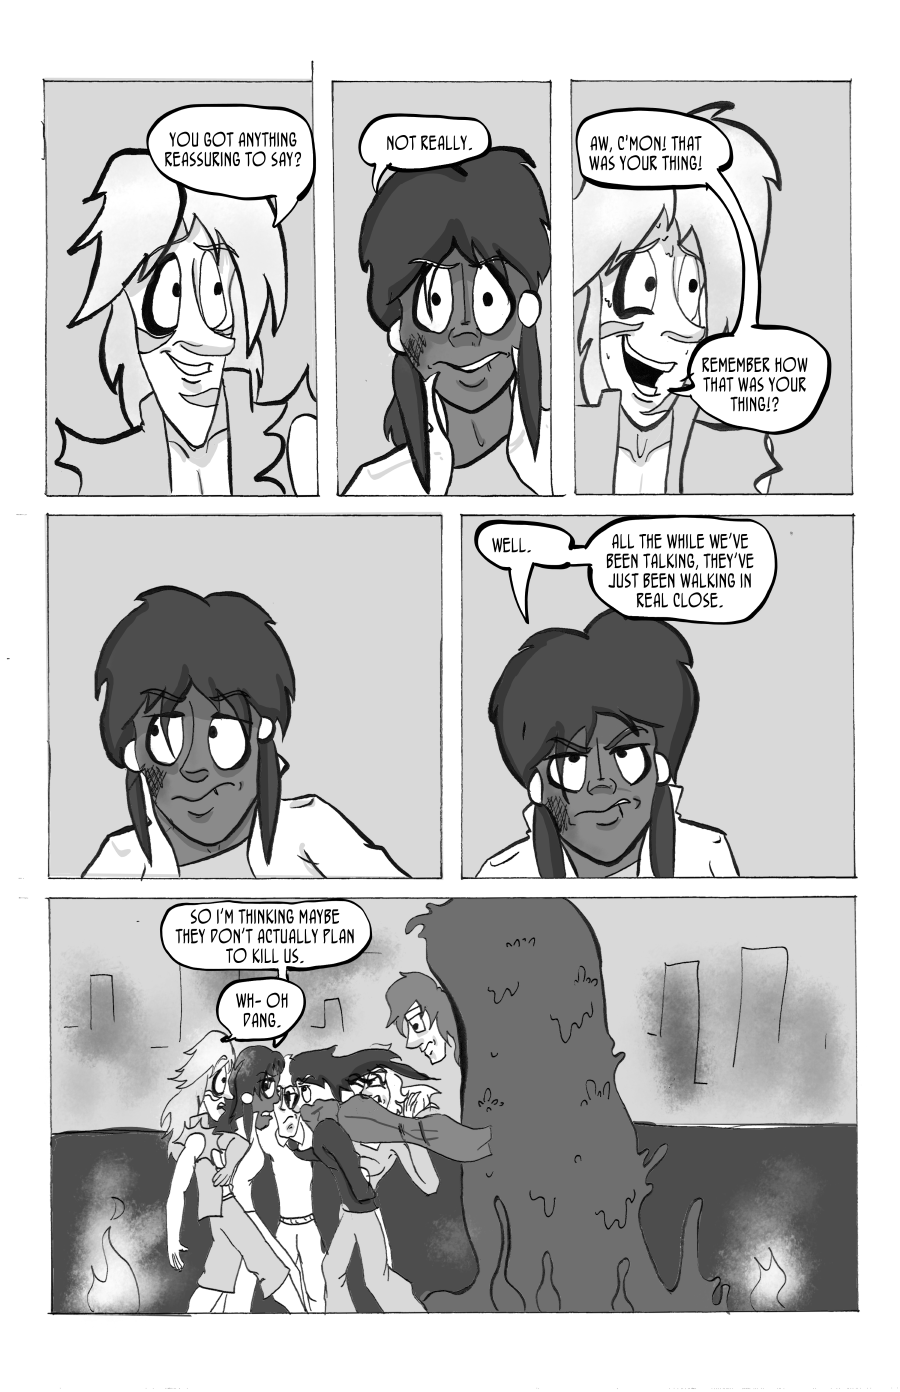 YOU GOT ANYTHING
REASSURING TO SAY?
NOT REALLY.
AW, C'MON! THAT
WAS YOUR THING!
REMEMBER HOW
THAT WAS YOUR
THING!?
WELL.
ALL THE WHILE WE'VE
BEEN TALKING, THEY'VE
JUST BEEN WALKING IN
REAL CLOSE.
SO I'M THINKING MAYBE
THEY DON'T ACTUALLY PLAN
TO KILL US.
WH- OH
DANG.